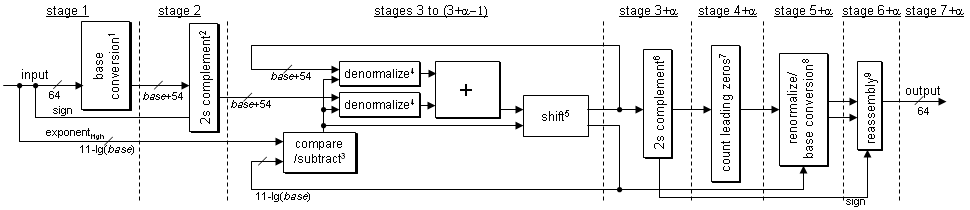 stage 1 stage 2 stages 3 to (3+α−1) stage 3+α stage 4+α stage 5+α stage 6+α stage 7+α
input
64
base
conversion1
base+54
sign
2s complement2
base+54
base+54
denormalize4
denormalize4
+
shift5
exponentHigh
11-lg(base)
compare
/subtract3
11-lg(base)
2s complement6
count leading zeros7
renormalize/
base conversion8
reassembly9
output
64
sign